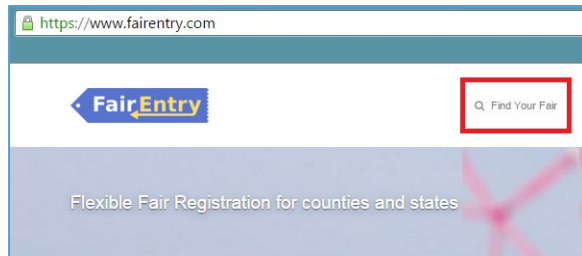 https://www.fairentry.com
FairEntry
Find Your Fair
Flexible Fair Registration for counties and states